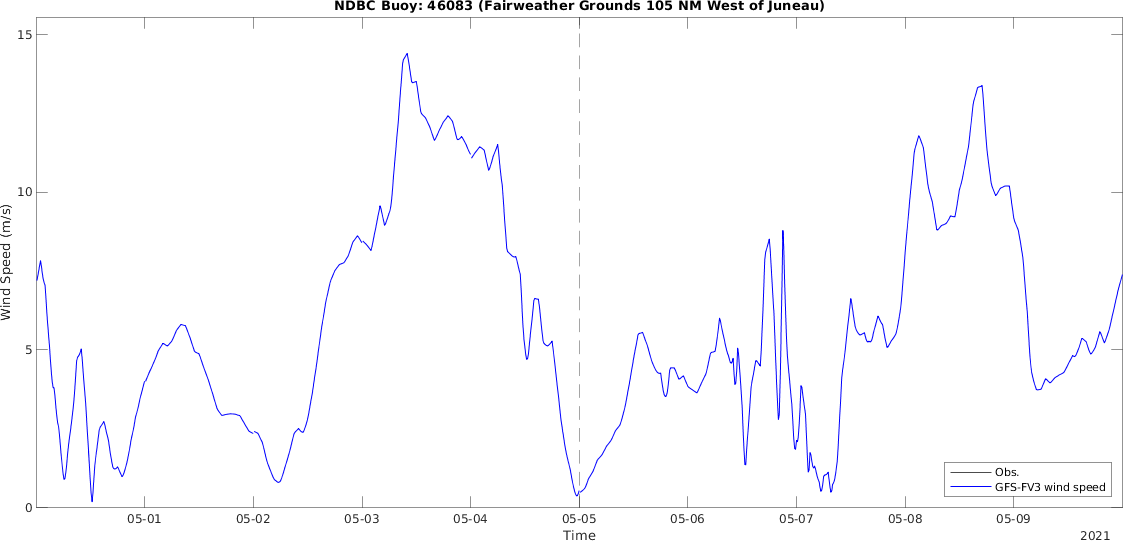 NDBC Buoy: 46083 (Fairweather Grounds 105 NM West of Juneau)
15
10
5
0
Wind Speed (m/s)
05-01 05-02 05-03 05-04 05-05 05-06 05-07 05-08 05-09
Time
2021
Obs.
GFS-FV3 wind speed